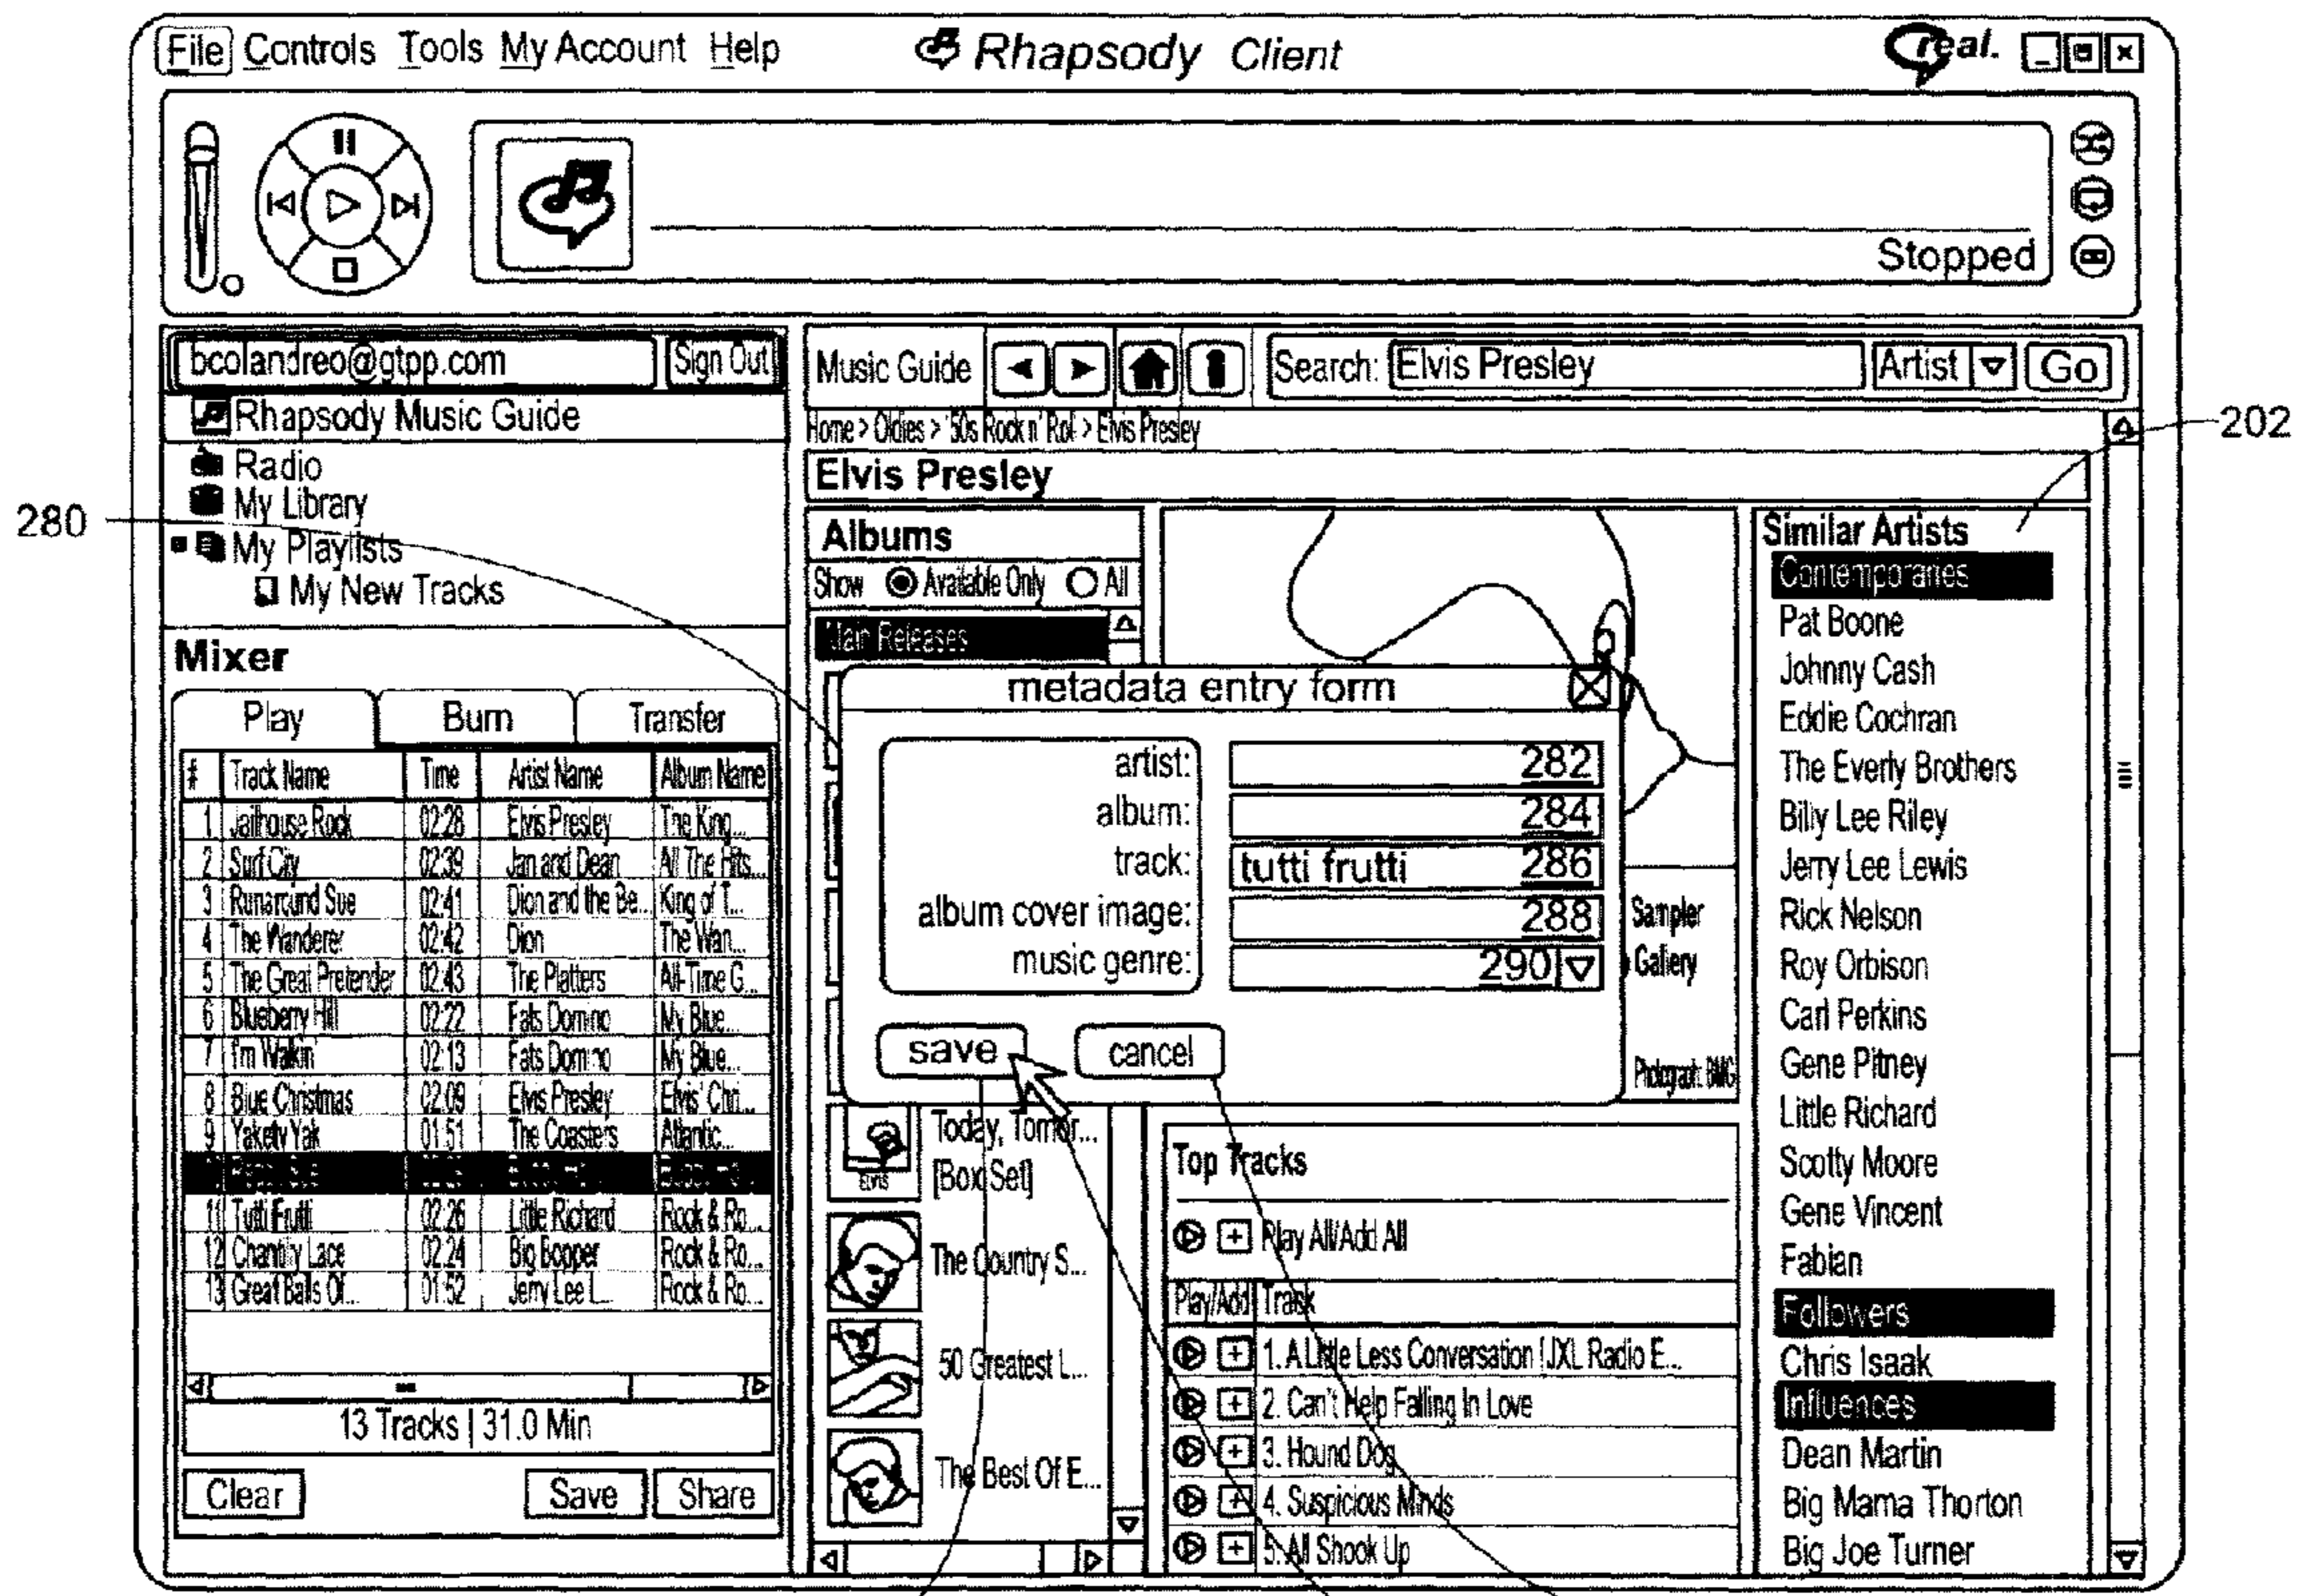 File Controls Tools My Account Help Rhapsody Client real.
Stopped
bcolandreo@gtpp.com Sign Out
Rhapsody Music Guide
Radio
My Library
My Playlists
My New Tracks
280
Mixer
Play Burn Transfer
# Track Name Time Artist Name Album Name
1 Jailhouse Rock 02:28 Elvis Presley The King...
2 Surf City 02:39 Jan and Dean All The Hits...
3 Runaround Sue 02:41 Dion and the Be... King of T...
4 The Wanderer 02:42 Dion The Wan...
5 The Great Pretender 02:43 The Platters All-Time G...
6 Blueberry Hill 02:22 Fats Domino My Blue...
7 I'm Walkin' 02:13 Fats Domino My Blue...
8 Blue Christmas 02:09 Elvis Presley Elvis' Chri...
9 Yakety Yak 01:51 The Coasters Atlantic...
11 Tutti Frutti 02:26 Little Richard Rock & Ro...
12 Chantilly Lace 02:24 Big Bopper Rock & Ro...
13 Great Balls Of... 01:52 Jerry Lee L... Rock & Ro...
13 Tracks | 31.0 Min
Clear Save Share
Music Guide Search: Elvis Presley Artist Go
Home > Oldies > '50s Rock n' Roll > Elvis Presley
202
Elvis Presley
Albums
Show Available Only All
Main Releases
metadata entry form
artist: 282
album: 284
track: tutti frutti 286
album cover image: 288
music genre: 290
save cancel
Sampler
Gallery
Photograph: BMG
Today, Tomor...
[Box Set]
Elvis
The Country S...
50 Greatest L...
The Best Of E...
Top Tracks
Play All/Add All
Play/Add Track
1. A Little Less Conversation [JXL Radio E...
2. Can't Help Falling In Love
3. Hound Dog
4. Suspicious Minds
5. All Shook Up
Similar Artists
Contemporaries
Pat Boone
Johnny Cash
Eddie Cochran
The Everly Brothers
Billy Lee Riley
Jerry Lee Lewis
Rick Nelson
Roy Orbison
Carl Perkins
Gene Pitney
Little Richard
Scotty Moore
Gene Vincent
Fabian
Followers
Chris Isaak
Influences
Dean Martin
Big Mama Thorton
Big Joe Turner